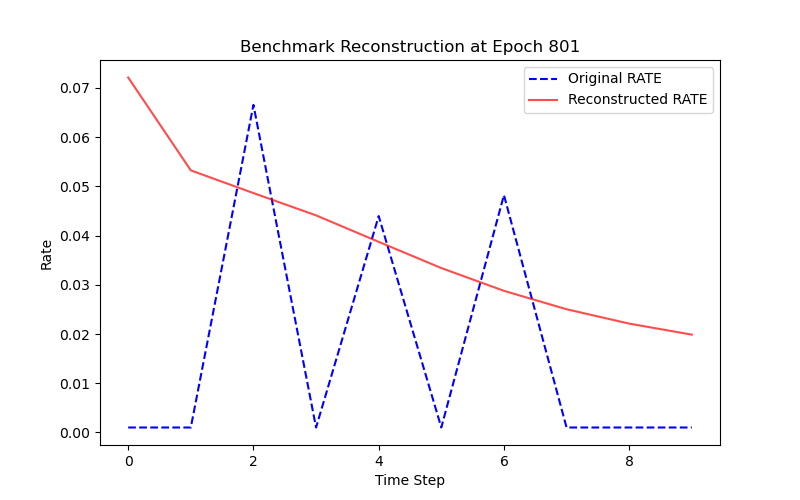 Benchmark Reconstruction at Epoch 801
Original RATE
Reconstructed RATE
Rate
0.07
0.06
0.05
0.04
0.03
0.02
0.01
0.00
0 2 4 6 8
Time Step